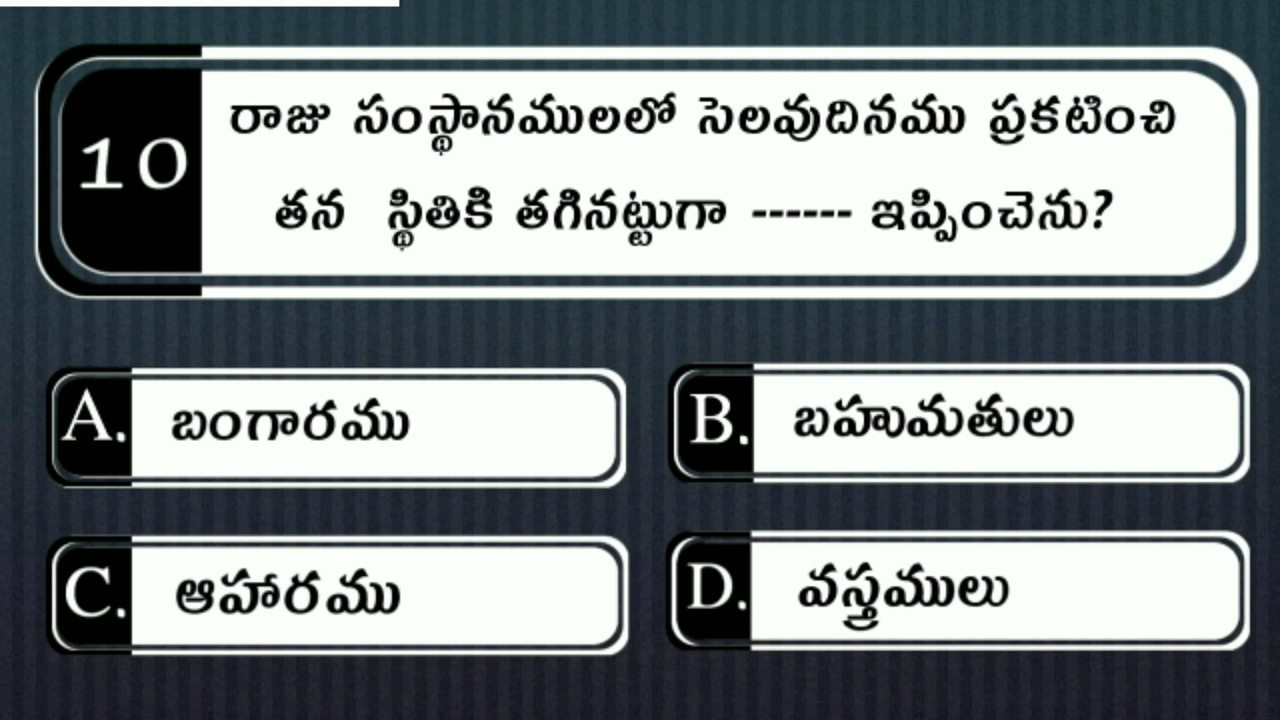 10
రాజు సంస్థానములలో సెలవుదినము ప్రకటించి
తన స్థితికి తగినట్టుగా ------ ఇప్పించెను?
A. బంగారము
B. బహుమతులు
C. ఆహారము
D. వస్త్రములు